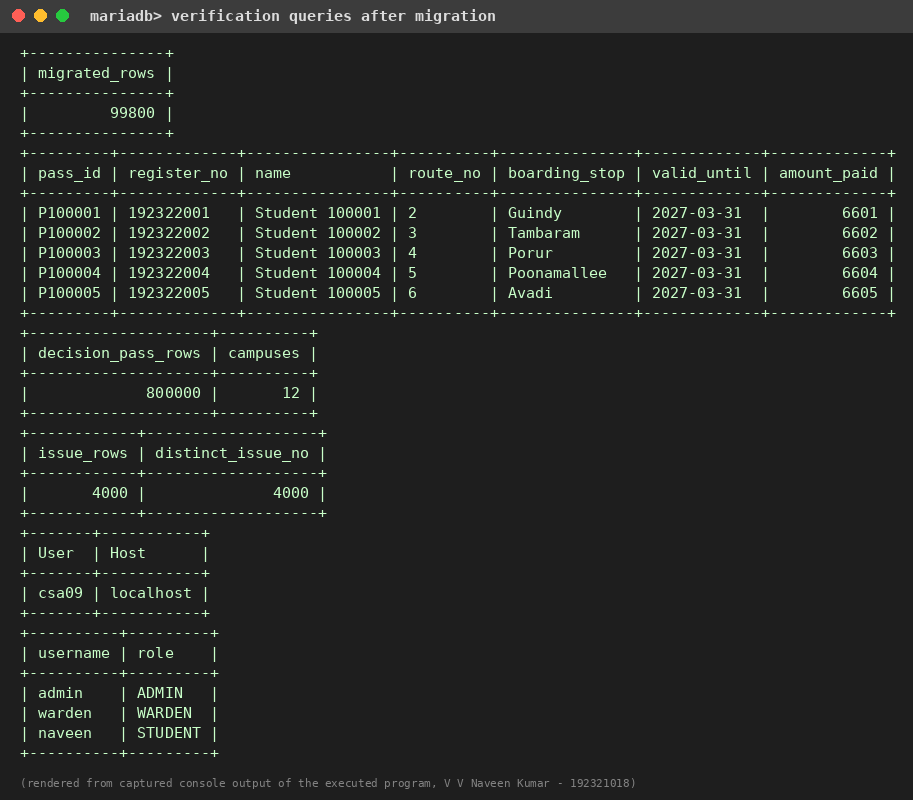 mariadb> verification queries after migration
+---------------+
| migrated_rows |
+---------------+
|         99800 |
+---------------+
+---------+-------------+----------------+----------+---------------+-------------+-------------+
| pass_id | register_no | name           | route_no | boarding_stop | valid_until | amount_paid |
+---------+-------------+----------------+----------+---------------+-------------+-------------+
| P100001 | 192322001   | Student 100001 | 2        | Guindy        | 2027-03-31  |        6601 |
| P100002 | 192322002   | Student 100002 | 3        | Tambaram      | 2027-03-31  |        6602 |
| P100003 | 192322003   | Student 100003 | 4        | Porur         | 2027-03-31  |        6603 |
| P100004 | 192322004   | Student 100004 | 5        | Poonamallee   | 2027-03-31  |        6604 |
| P100005 | 192322005   | Student 100005 | 6        | Avadi         | 2027-03-31  |        6605 |
+---------+-------------+----------------+----------+---------------+-------------+-------------+
+--------------------+----------+
| decision_pass_rows | campuses |
+--------------------+----------+
|             800000 |       12 |
+--------------------+----------+
+------------+-------------------+
| issue_rows | distinct_issue_no |
+------------+-------------------+
|       4000 |              4000 |
+------------+-------------------+
+-------+-----------+
| User  | Host      |
+-------+-----------+
| csa09 | localhost |
+-------+-----------+
+----------+---------+
| username | role    |
+----------+---------+
| admin    | ADMIN   |
| warden   | WARDEN  |
| naveen   | STUDENT |
+----------+---------+
(rendered from captured console output of the executed program, V V Naveen Kumar - 192321018)